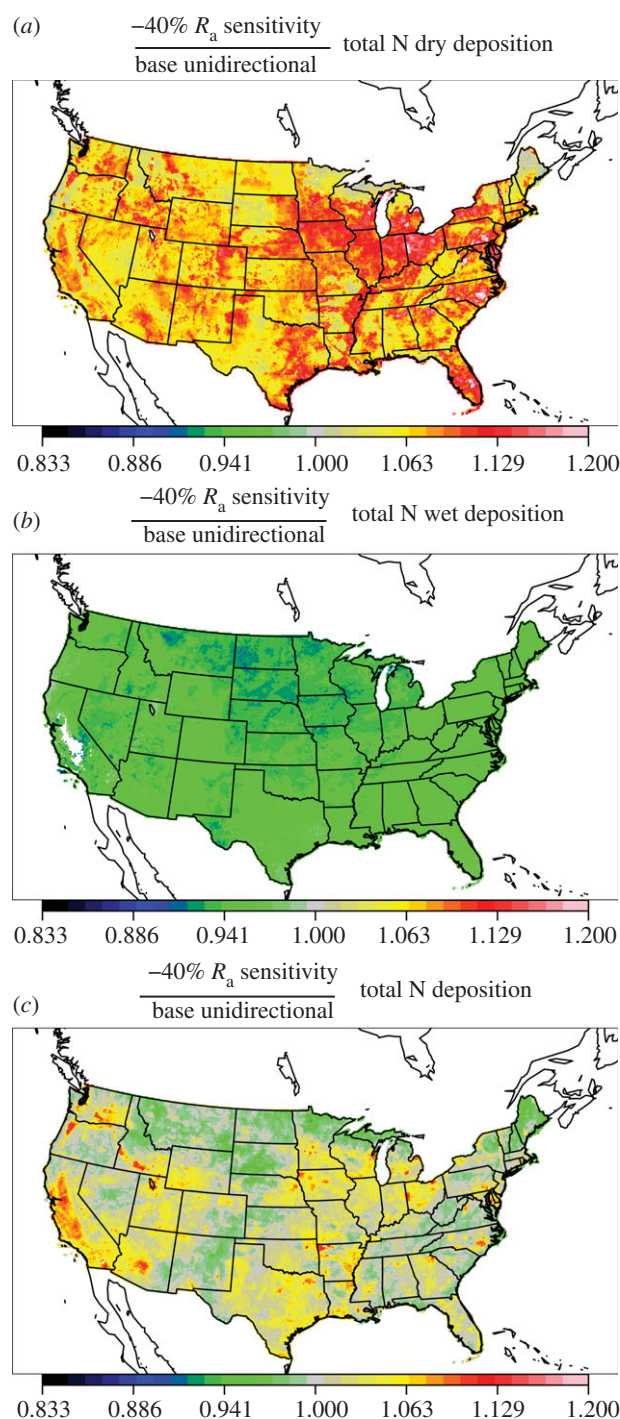 (a)
−40% Ra sensitivity
base unidirectional
total N dry deposition
0.833 0.886 0.941 1.000 1.063 1.129 1.200
(b)
−40% Ra sensitivity
base unidirectional
total N wet deposition
0.833 0.886 0.941 1.000 1.063 1.129 1.200
(c)
−40% Ra sensitivity
base unidirectional
total N deposition
0.833 0.886 0.941 1.000 1.063 1.129 1.200